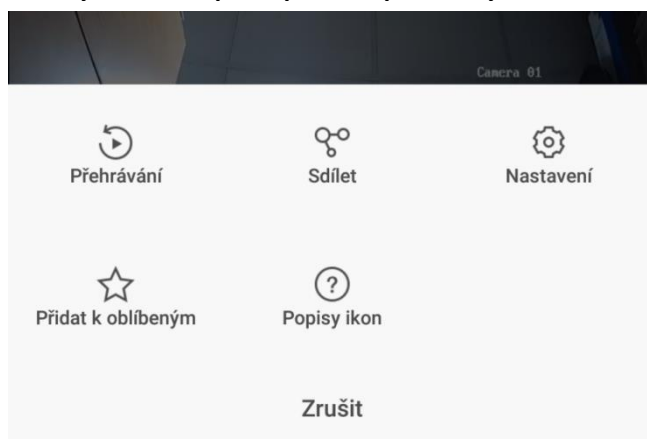 Camera 01
Přehrávání
Sdílet
Nastavení
Přidat k oblíbeným
Popisy ikon
Zrušit